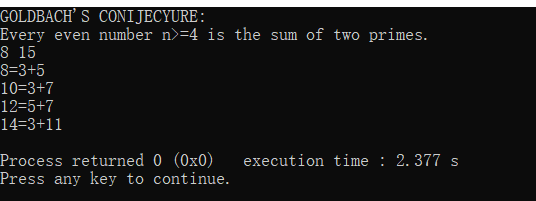 GOLDBACH'S CONIJECYURE:
Every even number n>=4 is the sum of two primes.
8 15
8=3+5
10=3+7
12=5+7
14=3+11
Process returned 0 (0x0)   execution time : 2.377 s
Press any key to continue.